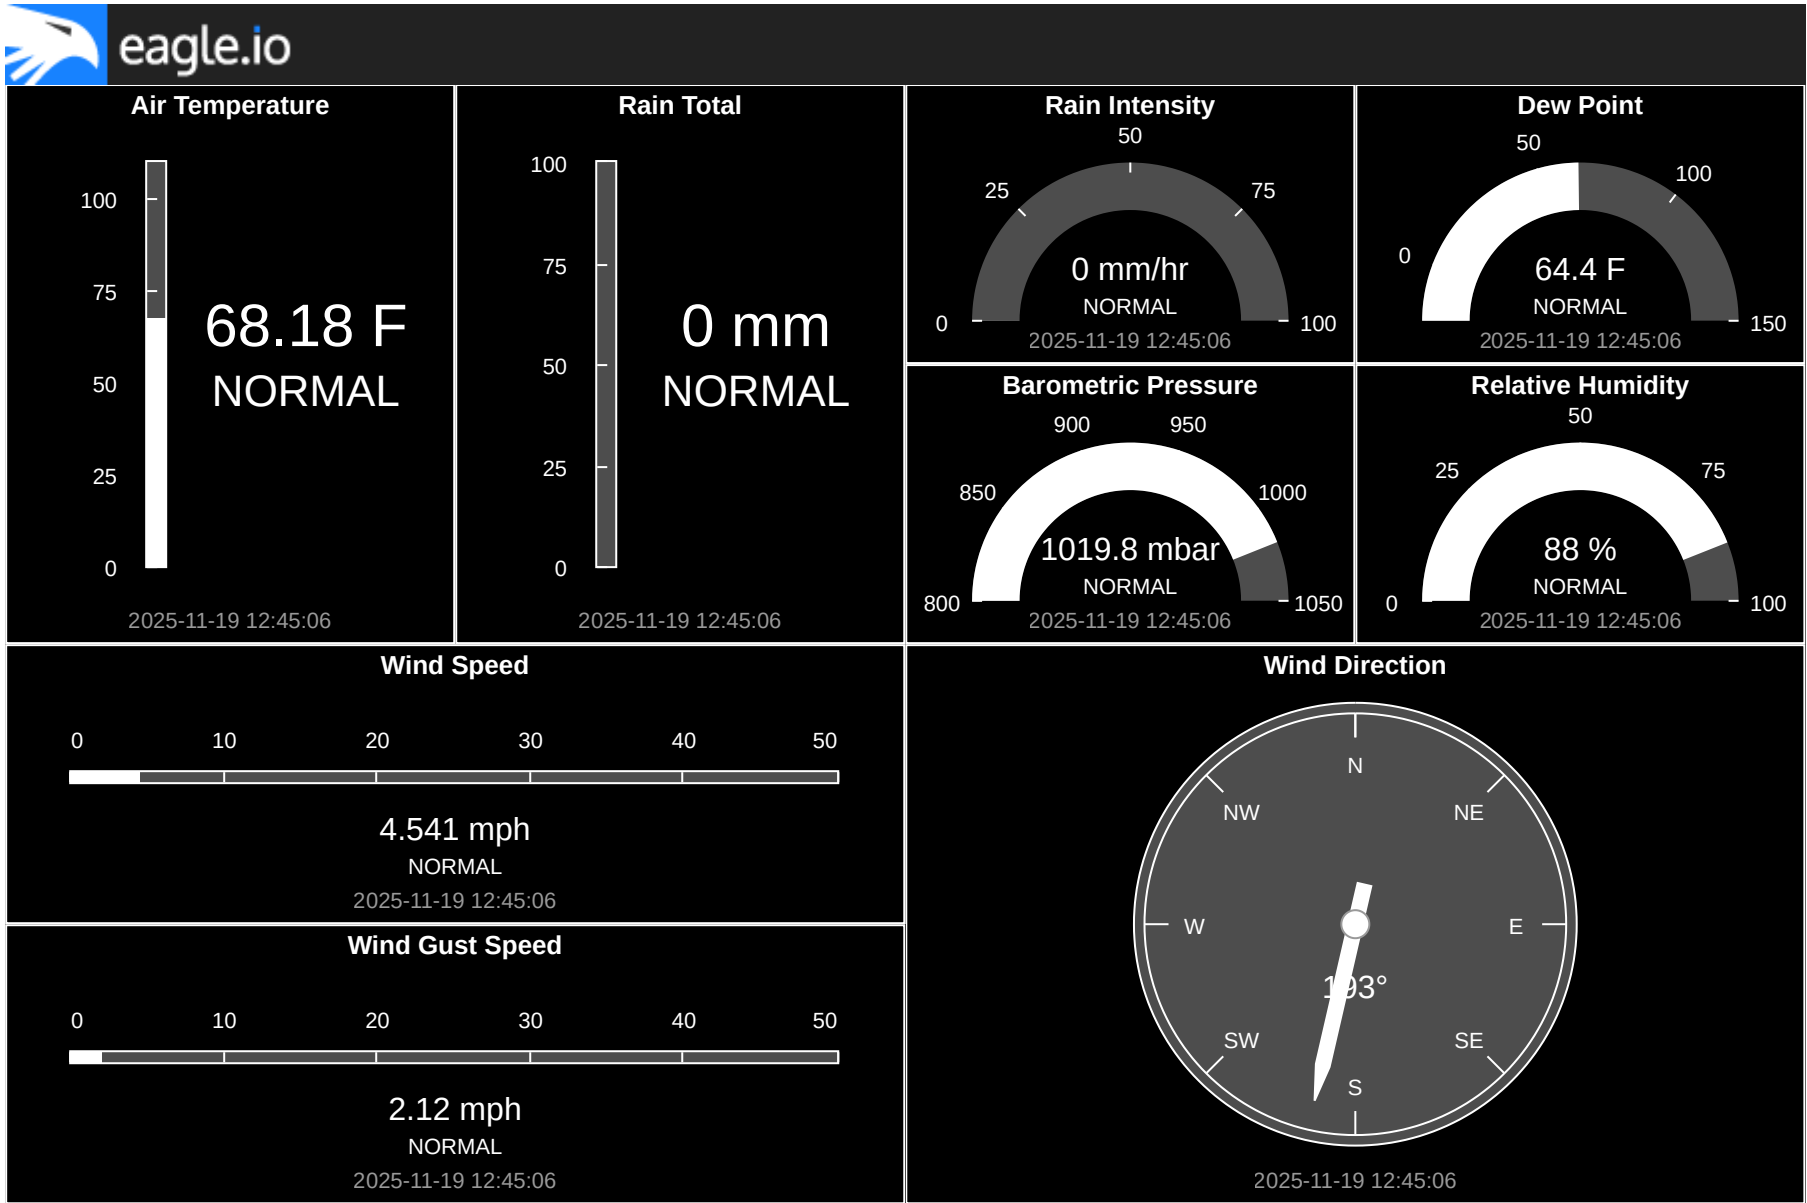 eagle.io
Air Temperature
100
75
50
25
0
68.18 F
NORMAL
2025-11-19 12:45:06
Rain Total
100
75
50
25
0
0 mm
NORMAL
2025-11-19 12:45:06
Rain Intensity
0
25
50
75
100
0 mm/hr
NORMAL
2025-11-19 12:45:06
Dew Point
0
50
100
150
64.4 F
NORMAL
2025-11-19 12:45:06
Barometric Pressure
800
850
900
950
1000
1050
1019.8 mbar
NORMAL
2025-11-19 12:45:06
Relative Humidity
0
25
50
75
100
88 %
NORMAL
2025-11-19 12:45:06
Wind Speed
0 10 20 30 40 50
4.541 mph
NORMAL
2025-11-19 12:45:06
Wind Gust Speed
0 10 20 30 40 50
2.12 mph
NORMAL
2025-11-19 12:45:06
Wind Direction
N
NW NE
W E
193°
SW SE
S
2025-11-19 12:45:06